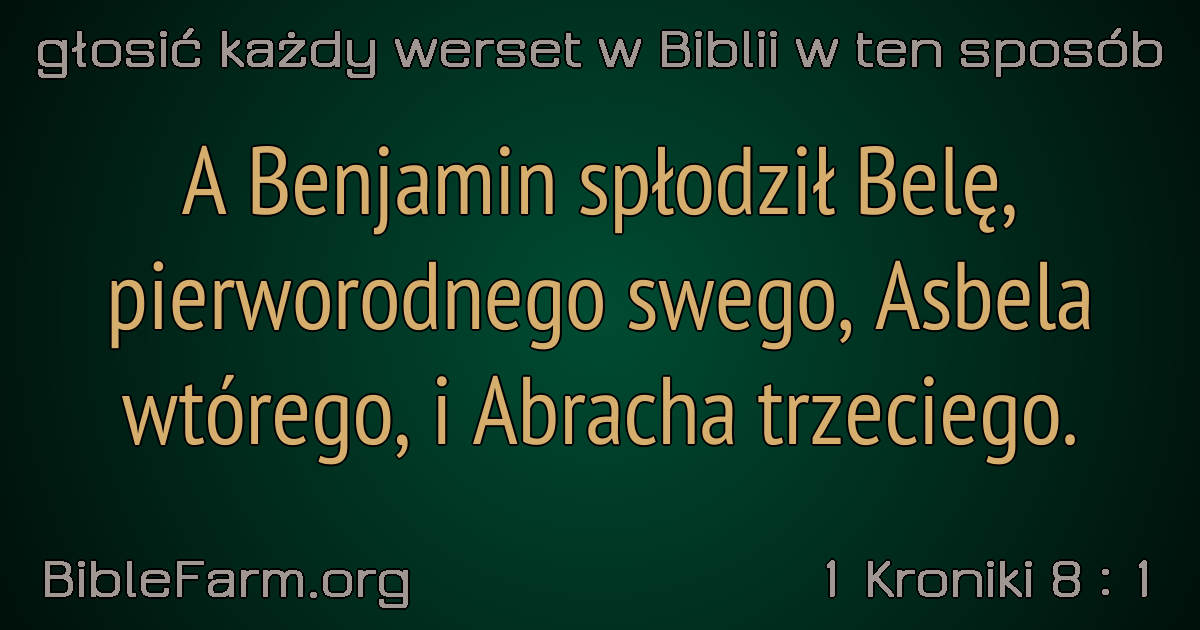 głosić każdy werset w Biblii w ten sposób
A Benjamin spłodził Belę,
pierworodnego swego, Asbela
wtórego, i Abracha trzeciego.
BibleFarm.org
1 Kroniki 8 : 1